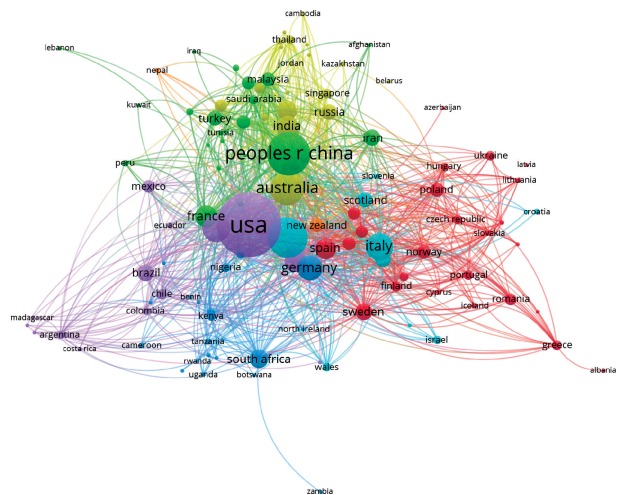 cambodia
thailand
lebanon
iraq
afghanistan
jordan
kazakhstan
nepal
malaysia
belarus
saudi arabia
singapore
kuwait
turkey
russia
azerbaijan
india
tunisia
iran
peoples r china
ukraine
peru
hungary
latvia
slovenia
lithuania
mexico
australia
poland
scotland
france
croatia
czech republic
usa
ecuador
new zealand
slovakia
spain
italy
norway
nigeria
germany
brazil
portugal
finland
chile
benin
cyprus
romania
colombia
iceland
kenya
sweden
madagascar
north ireland
argentina
tanzania
israel
cameroon
greece
costa rica
south africa
rwanda
wales
albania
uganda
botswana
zambia